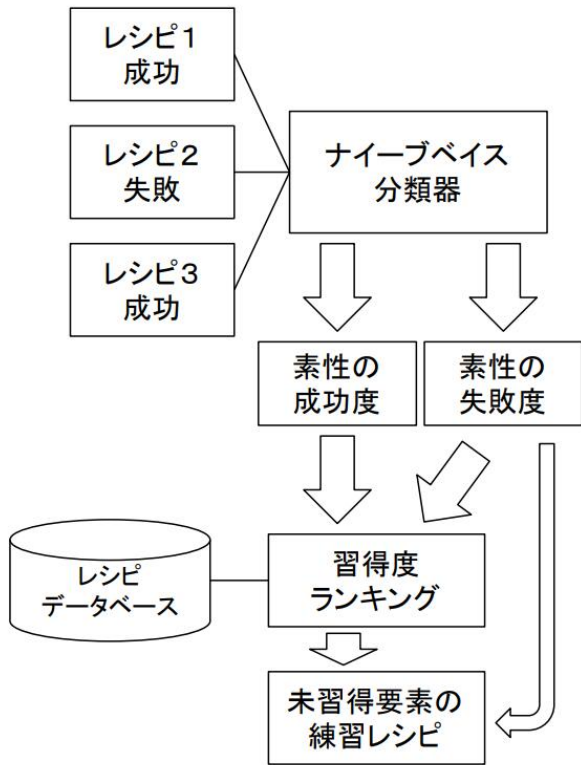 レシピ1
成功
レシピ2
失敗
レシピ3
成功
ナイーブベイス
分類器
素性の
成功度
素性の
失敗度
レシピ
データベース
習得度
ランキング
未習得要素の
練習レシピ